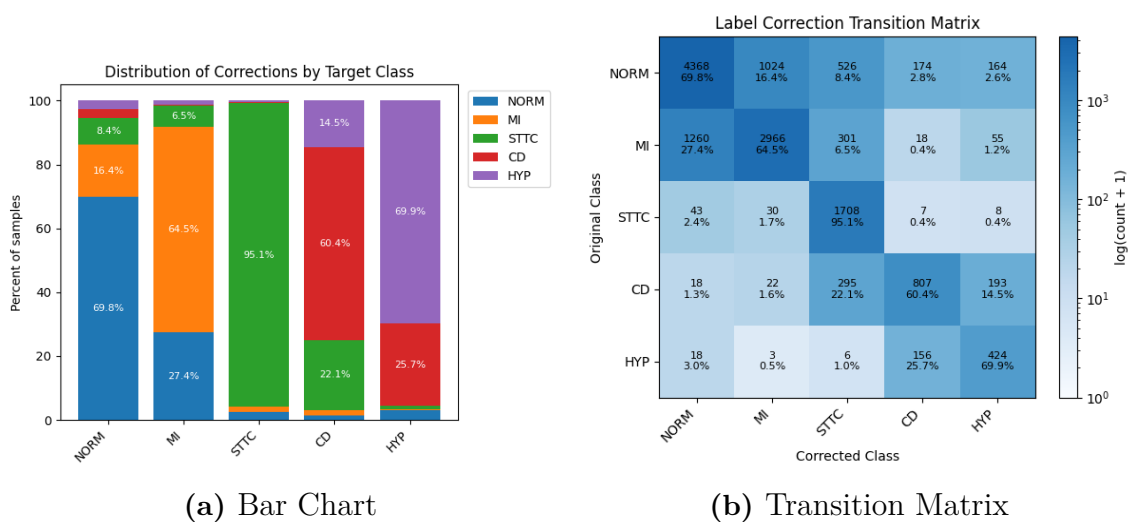 Distribution of Corrections by Target Class
Percent of samples
100
80
60
40
20
0
8.4%
16.4%
69.8%
6.5%
64.5%
27.4%
95.1%
14.5%
60.4%
22.1%
69.9%
25.7%
NORM
MI
STTC
CD
HYP
NORM
MI
STTC
CD
HYP
(a) Bar Chart
Label Correction Transition Matrix
Original Class
NORM
4368 1024 526 174 164
69.8% 16.4% 8.4% 2.8% 2.6%
MI
1260 2966 301 18 55
27.4% 64.5% 6.5% 0.4% 1.2%
STTC
43 30 1708 7 8
2.4% 1.7% 95.1% 0.4% 0.4%
CD
18 22 295 807 193
1.3% 1.6% 22.1% 60.4% 14.5%
HYP
18 3 6 156 424
3.0% 0.5% 1.0% 25.7% 69.9%
NORM
MI
STTC
CD
HYP
Corrected Class
10³
10²
10¹
10⁰
log(count + 1)
(b) Transition Matrix